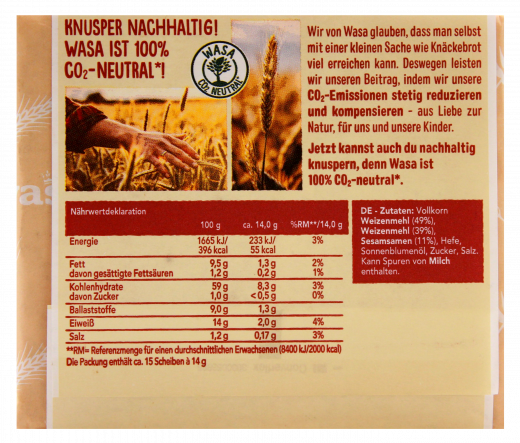 KNUSPER NACHHALTIG!
WASA IST 100%
CO₂-NEUTRAL*!
WASA
CO₂ NEUTRAL*
Wir von Wasa glauben, dass man selbst
mit einer kleinen Sache wie Knäckebrot
viel erreichen kann. Deswegen leisten
wir unseren Beitrag, indem wir unsere
CO₂-Emissionen stetig reduzieren
und kompensieren - aus Liebe zur
Natur, für uns und unsere Kinder.
Jetzt kannst auch du nachhaltig
knuspern, denn Wasa ist
100% CO₂-neutral*.
Nährwertdeklaration
100 g ca. 14,0 g %RM**/14,0 g
Energie 1665 kJ/ 233 kJ/ 3%
396 kcal 55 kcal
Fett 9,5 g 1,3 g 2%
davon gesättigte Fettsäuren 1,2 g 0,2 g 1%
Kohlenhydrate 59 g 8,3 g 3%
davon Zucker 1,0 g <0,5 g 0%
Ballaststoffe 9,0 g 1,3 g
Eiweiß 14 g 2,0 g 4%
Salz 1,2 g 0,17 g 3%
**RM= Referenzmenge für einen durchschnittlichen Erwachsenen (8400 kJ/2000 kcal)
Die Packung enthält ca. 15 Scheiben à 14 g
DE - Zutaten: Vollkorn
Weizenmehl (49%),
Weizenmehl (39%),
Sesamsamen (11%), Hefe,
Sonnenblumenöl, Zucker, Salz.
Kann Spuren von Milch
enthalten.